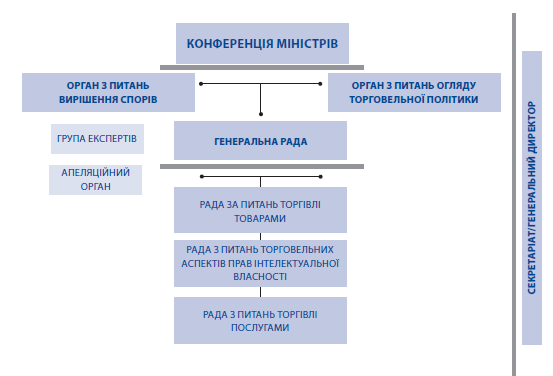 КОНФЕРЕНЦІЯ МІНІСТРІВ
ОРГАН З ПИТАНЬ
ВИРІШЕННЯ СПОРІВ
ОРГАН З ПИТАНЬ ОГЛЯДУ
ТОРГОВЕЛЬНОЇ ПОЛІТИКИ
ГРУПА ЕКСПЕРТІВ
АПЕЛЯЦІЙНИЙ
ОРГАН
ГЕНЕРАЛЬНА РАДА
РАДА ЗА ПИТАНЬ ТОРГІВЛІ
ТОВАРАМИ
РАДА З ПИТАНЬ ТОРГОВЕЛЬНИХ
АСПЕКТІВ ПРАВ ІНТЕЛЕКТУАЛЬНОЇ
ВЛАСНОСТІ
РАДА З ПИТАНЬ ТОРГІВЛІ
ПОСЛУГАМИ
СЕКРЕТАРІАТ/ГЕНЕРАЛЬНИЙ ДИРЕКТОР